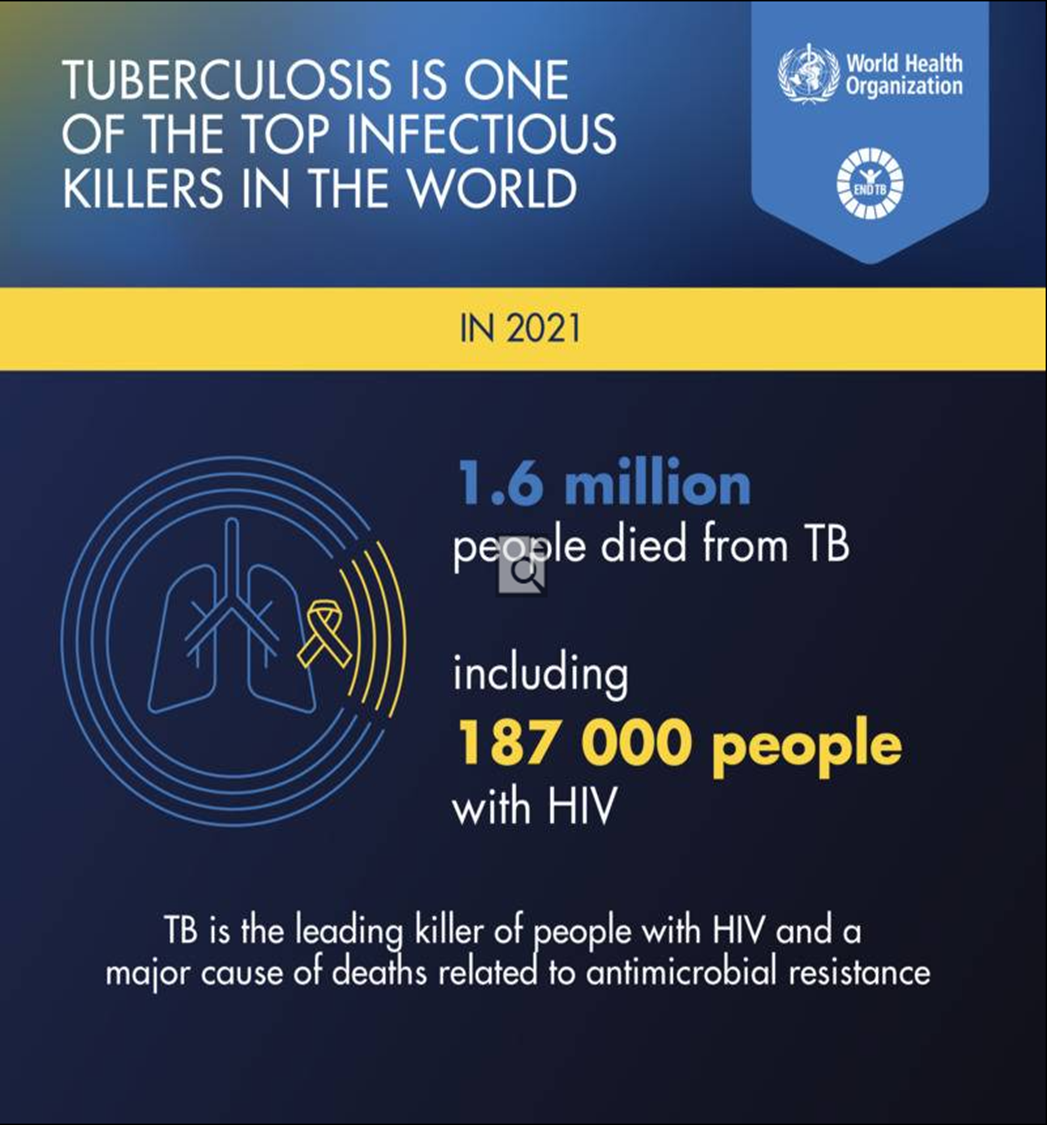 TUBERCULOSIS IS ONE
OF THE TOP INFECTIOUS
KILLERS IN THE WORLD
World Health
Organization
END TB
IN 2021
1.6 million
people died from TB
including
187 000 people
with HIV
TB is the leading killer of people with HIV and a
major cause of deaths related to antimicrobial resistance